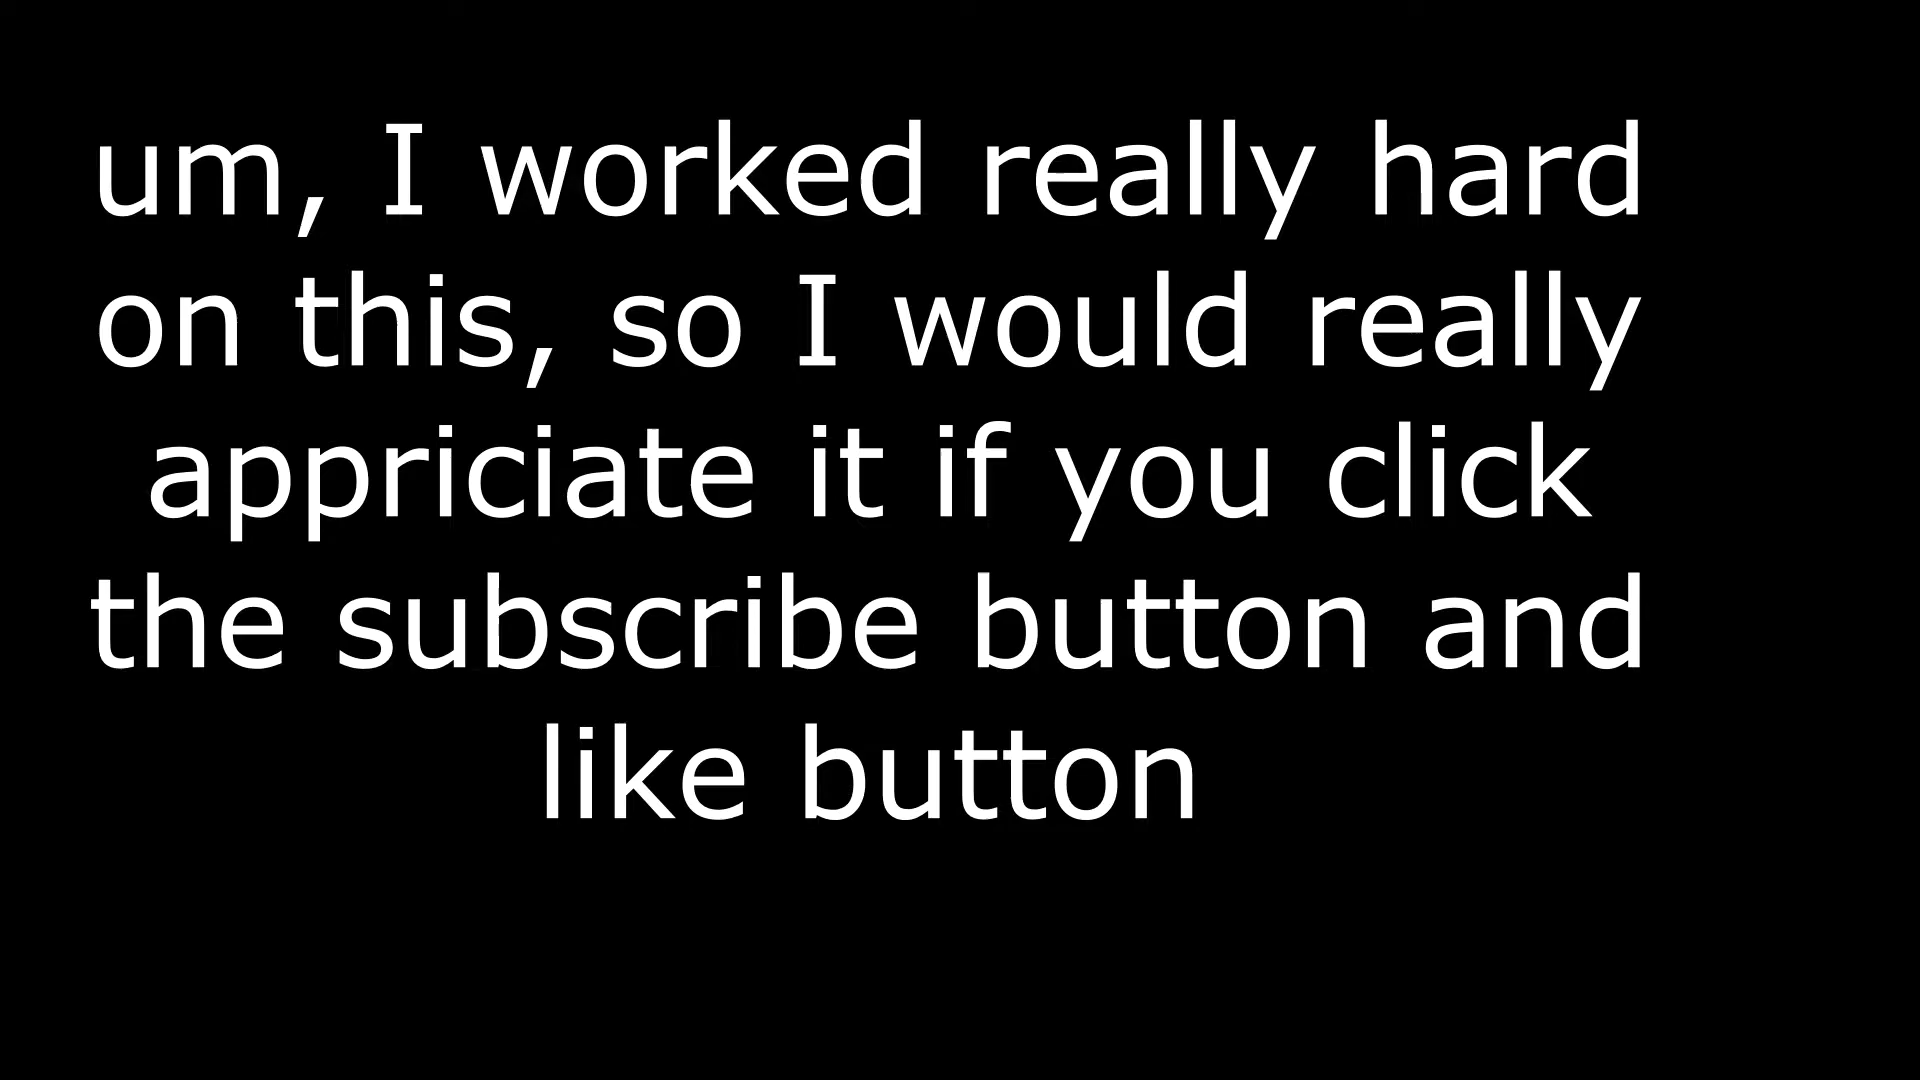 um, I worked really hard
on this, so I would really
appriciate it if you click
the subscribe button and
like button